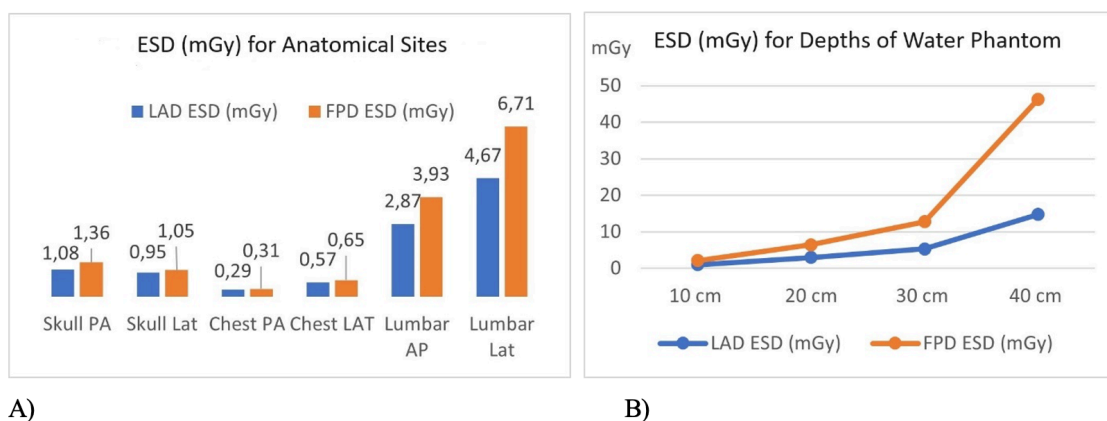 ESD (mGy) for Anatomical Sites
LAD ESD (mGy) FPD ESD (mGy)
1,08 1,36 0,95 1,05 0,29 0,31 0,57 0,65 2,87 3,93 4,67 6,71
Skull PA Skull Lat Chest PA Chest LAT Lumbar AP Lumbar Lat
A)
mGy
ESD (mGy) for Depths of Water Phantom
50
40
30
20
10
0
10 cm 20 cm 30 cm 40 cm
LAD ESD (mGy) FPD ESD (mGy)
B)